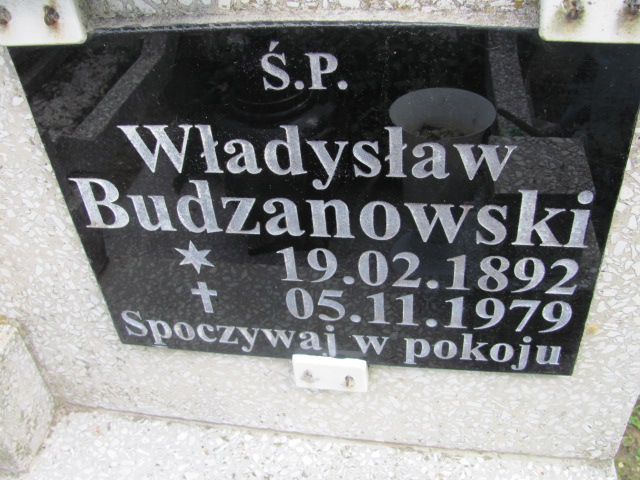 Ś.P.
Władysław
Budzanowski
* 19.02.1892
✝ 05.11.1979
Spoczywaj w pokoju